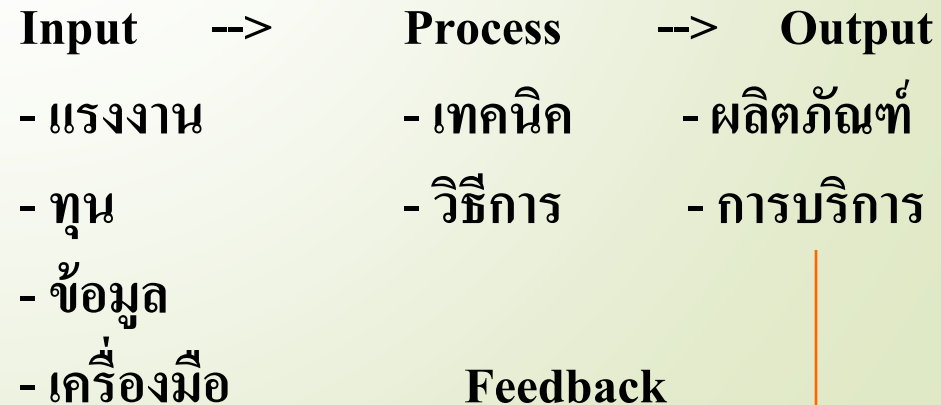 Input --> Process --> Output
- แรงงาน - เทคนิค - ผลิตภัณฑ์
- ทุน - วิธีการ - การบริการ
- ข้อมูล
- เครื่องมือ Feedback